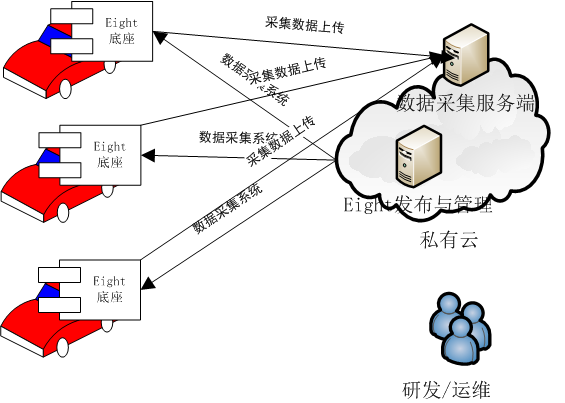 Eight
底座
采集数据上传
数据采集系统
采集数据上传
数据采集服务端
Eight
底座
数据采集系统
采集数据上传
Eight发布与管理
私有云
数据采集系统
Eight
底座
研发/运维